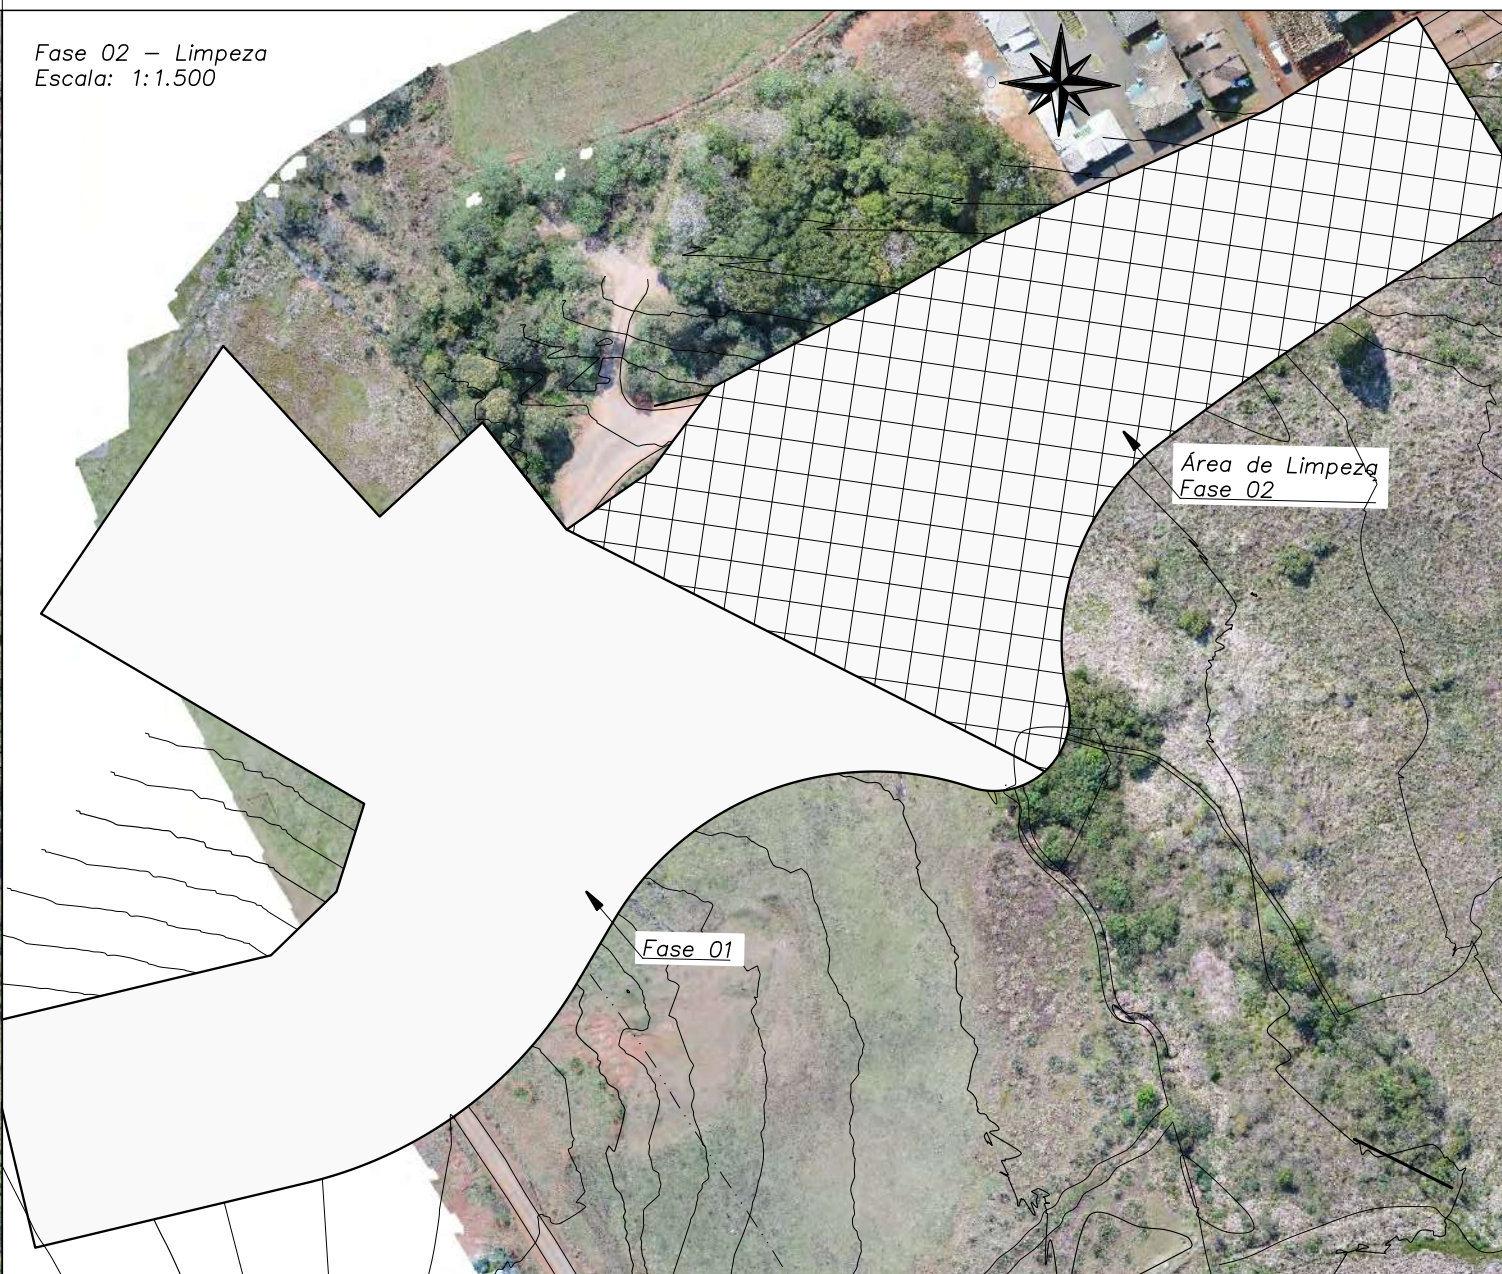 Fase 02 – Limpeza
Escala: 1:1.500
Área de Limpeza
Fase 02
Fase 01